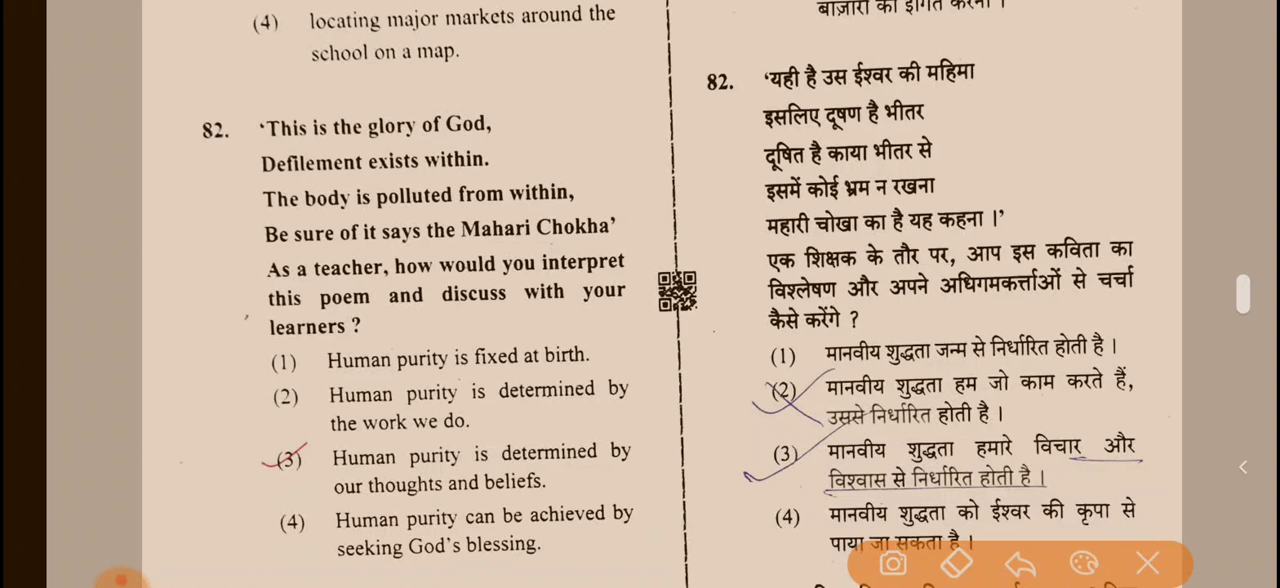 (4) locating major markets around the
school on a map.
82. ‘This is the glory of God,
Defilement exists within.
The body is polluted from within,
Be sure of it says the Mahari Chokha’
As a teacher, how would you interpret
this poem and discuss with your
learners ?
(1) Human purity is fixed at birth.
(2) Human purity is determined by
the work we do.
(3) Human purity is determined by
our thoughts and beliefs.
(4) Human purity can be achieved by
seeking God’s blessing.
बाज़ारों को इंगित करना ।
82. ‘यही है उस ईश्वर की महिमा
इसलिए दूषण है भीतर
दूषित है काया भीतर से
इसमें कोई भ्रम न रखना
महारी चोखा का है यह कहना ।’
एक शिक्षक के तौर पर, आप इस कविता का
विश्लेषण और अपने अधिगमकर्त्ताओं से चर्चा
कैसे करेंगे ?
(1) मानवीय शुद्धता जन्म से निर्धारित होती है ।
(2) मानवीय शुद्धता हम जो काम करते हैं,
उससे निर्धारित होती है ।
(3) मानवीय शुद्धता हमारे विचार और
विश्वास से निर्धारित होती है ।
(4) मानवीय शुद्धता को ईश्वर की कृपा से
पाया जा सकता है ।